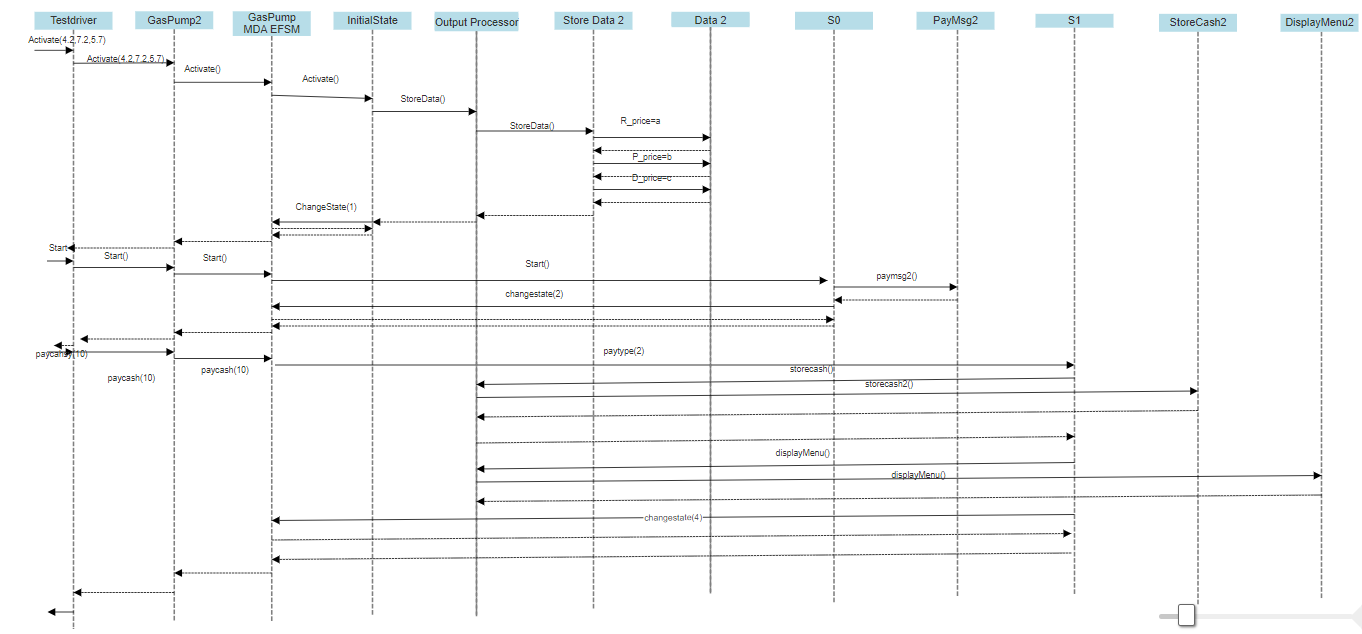 Testdriver
GasPump2
GasPump
MDA EFSM
InitialState
Output Processor
Store Data 2
Data 2
S0
PayMsg2
S1
StoreCash2
DisplayMenu2
Activate(4.2,7.2,5.7)
Activate(4.2,7.2,5.7)
Activate()
Activate()
StoreData()
StoreData()
R_price=a
P_price=b
D_price=c
ChangeState(1)
Start
Start()
Start()
Start()
paymsg2()
changestate(2)
paycahsy(10)
paycash(10)
paycash(10)
paytype(2)
storecash()
storecash2()
displayMenu()
displayMenu()
changestate(4)